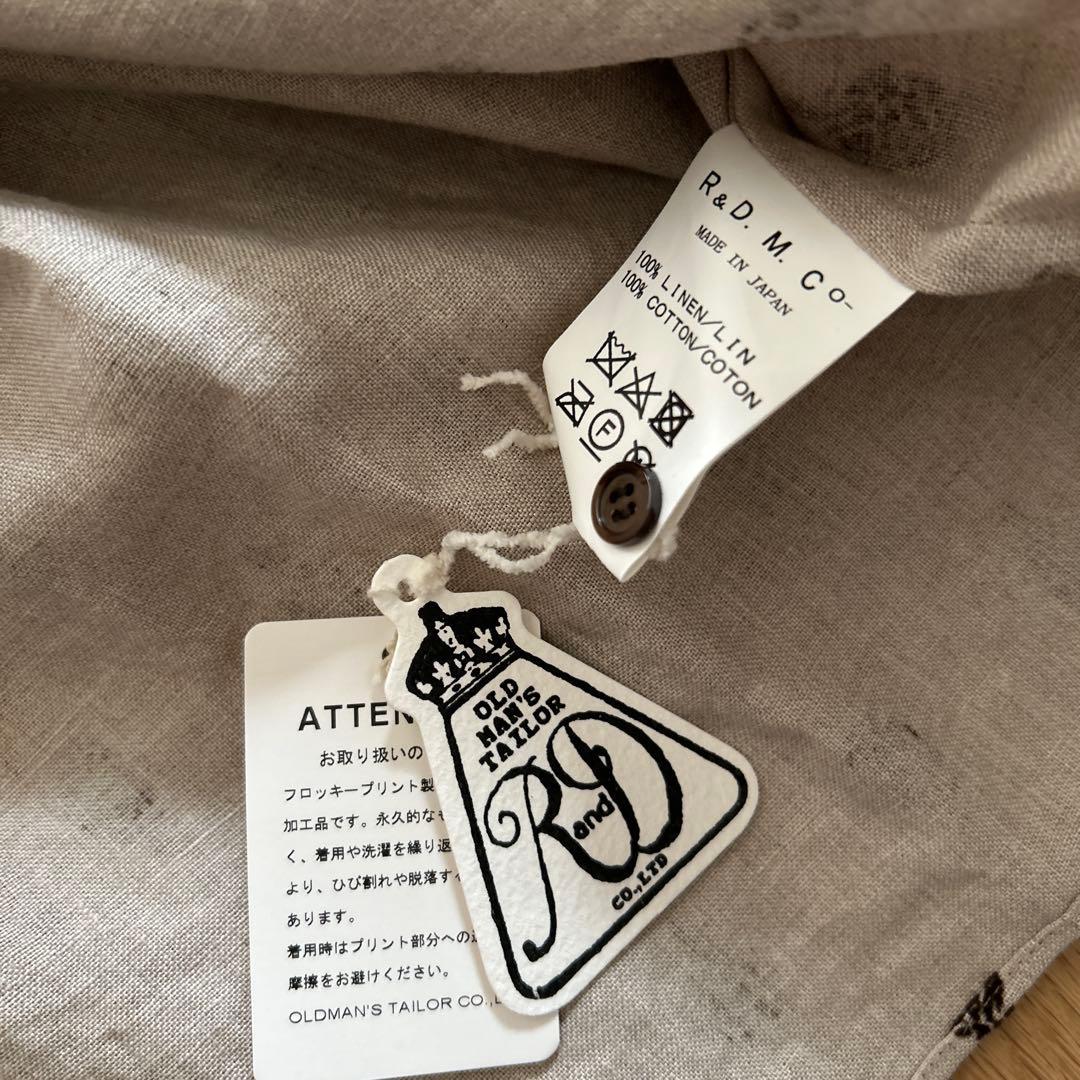 R&D. M. Co-
MADE IN JAPAN
100% LINEN/LIN
100% COTTON/COTON
F
OLD
MAN'S
TAILOR
R and D
CO.,LTD
ATTEN
お取り扱いの
フロッキープリント製
加工品です。永久的な
く、着用や洗濯を繰り返
より、ひび割れや脱落す
あります。
着用時はプリント部分への
摩擦をお避けください。
OLDMAN'S TAILOR CO.,L